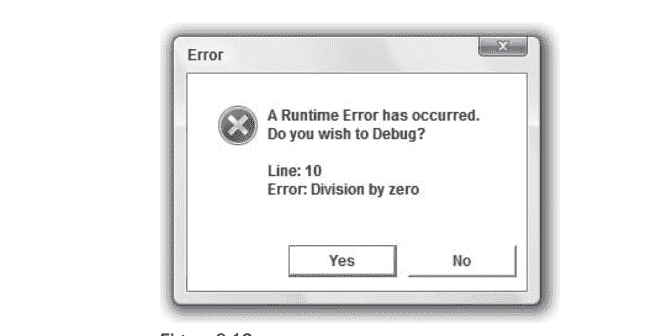 Error
X
A Runtime Error has occurred.
Do you wish to Debug?
Line: 10
Error: Division by zero
Yes
No